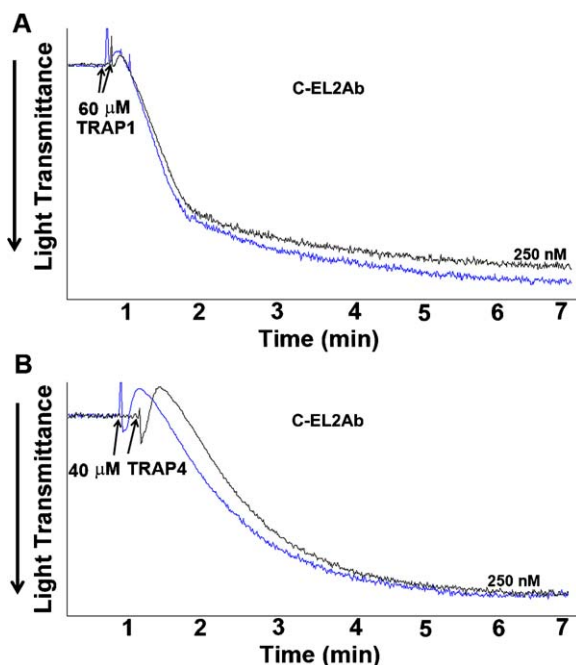 A
Light Transmittance
60 μM
TRAP1
C-EL2Ab
250 nM
1 2 3 4 5 6 7
Time (min)
B
Light Transmittance
40 μM TRAP4
C-EL2Ab
250 nM
1 2 3 4 5 6 7
Time (min)